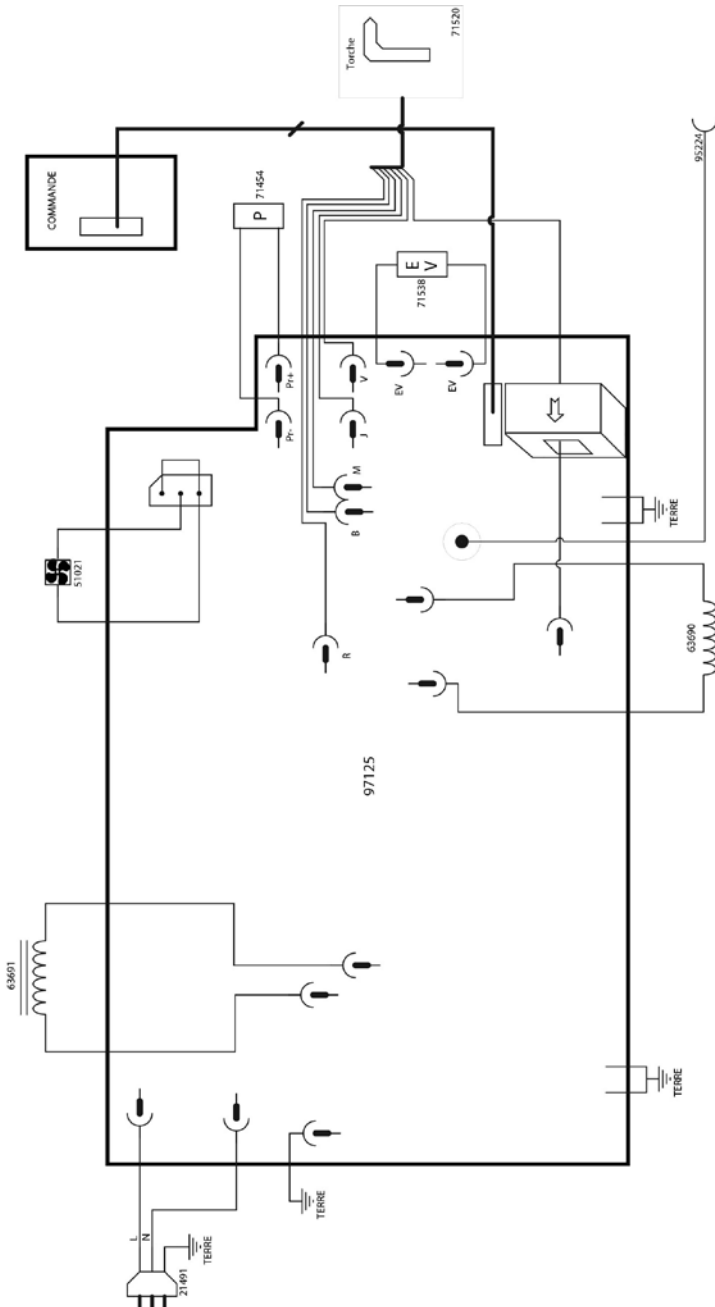 Torche
71520
COMMANDE
P
71454
95224
E
V
71538
Pr+
Pr-
V
J
EV
EV
M
B
R
51021
TERRE
63690
97125
63691
L
N
TERRE
21491
TERRE
TERRE